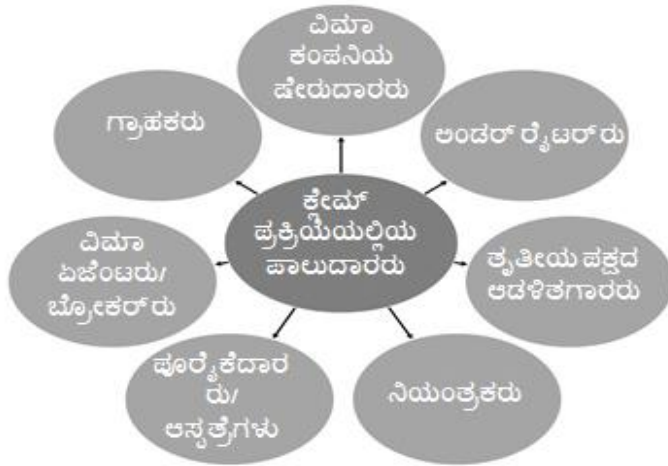 ವಿಮಾ
ಕಂಪನಿಯ
ಷೇರುದಾರರು
ಗ್ರಾಹಕರು
ಅಂಡರ್ ರೈಟರ್ ರು
ಕ್ಲೇಮ್
ಪ್ರಕ್ರಿಯೆಯಲ್ಲಿಯ
ಪಾಲುದಾರರು
ವಿಮಾ
ಏಜೆಂಟರು/
ಬ್ರೋಕರ್ ರು
ತೃತೀಯ ಪಕ್ಷದ
ಆಡಳಿತಗಾರರು
ಪೂರೈಕೆದಾರ
ರು/
ಆಸ್ಪತ್ರೆಗಳು
ನಿಯಂತ್ರಕರು